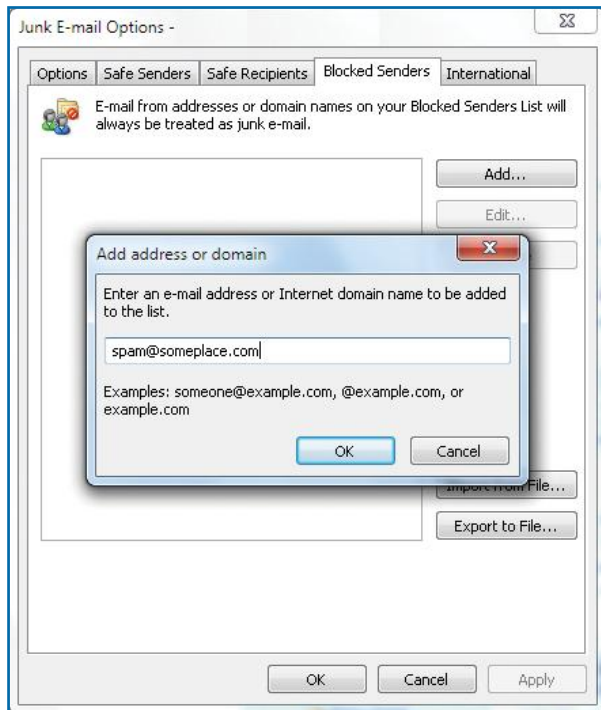 Junk E-mail Options -
Options Safe Senders Safe Recipients Blocked Senders International
E-mail from addresses or domain names on your Blocked Senders List will
always be treated as junk e-mail.
Add...
Edit...
Add address or domain
Enter an e-mail address or Internet domain name to be added
to the list.
spam@someplace.com
Examples: someone@example.com, @example.com, or
example.com
OK Cancel
Import from File...
Export to File...
OK Cancel Apply